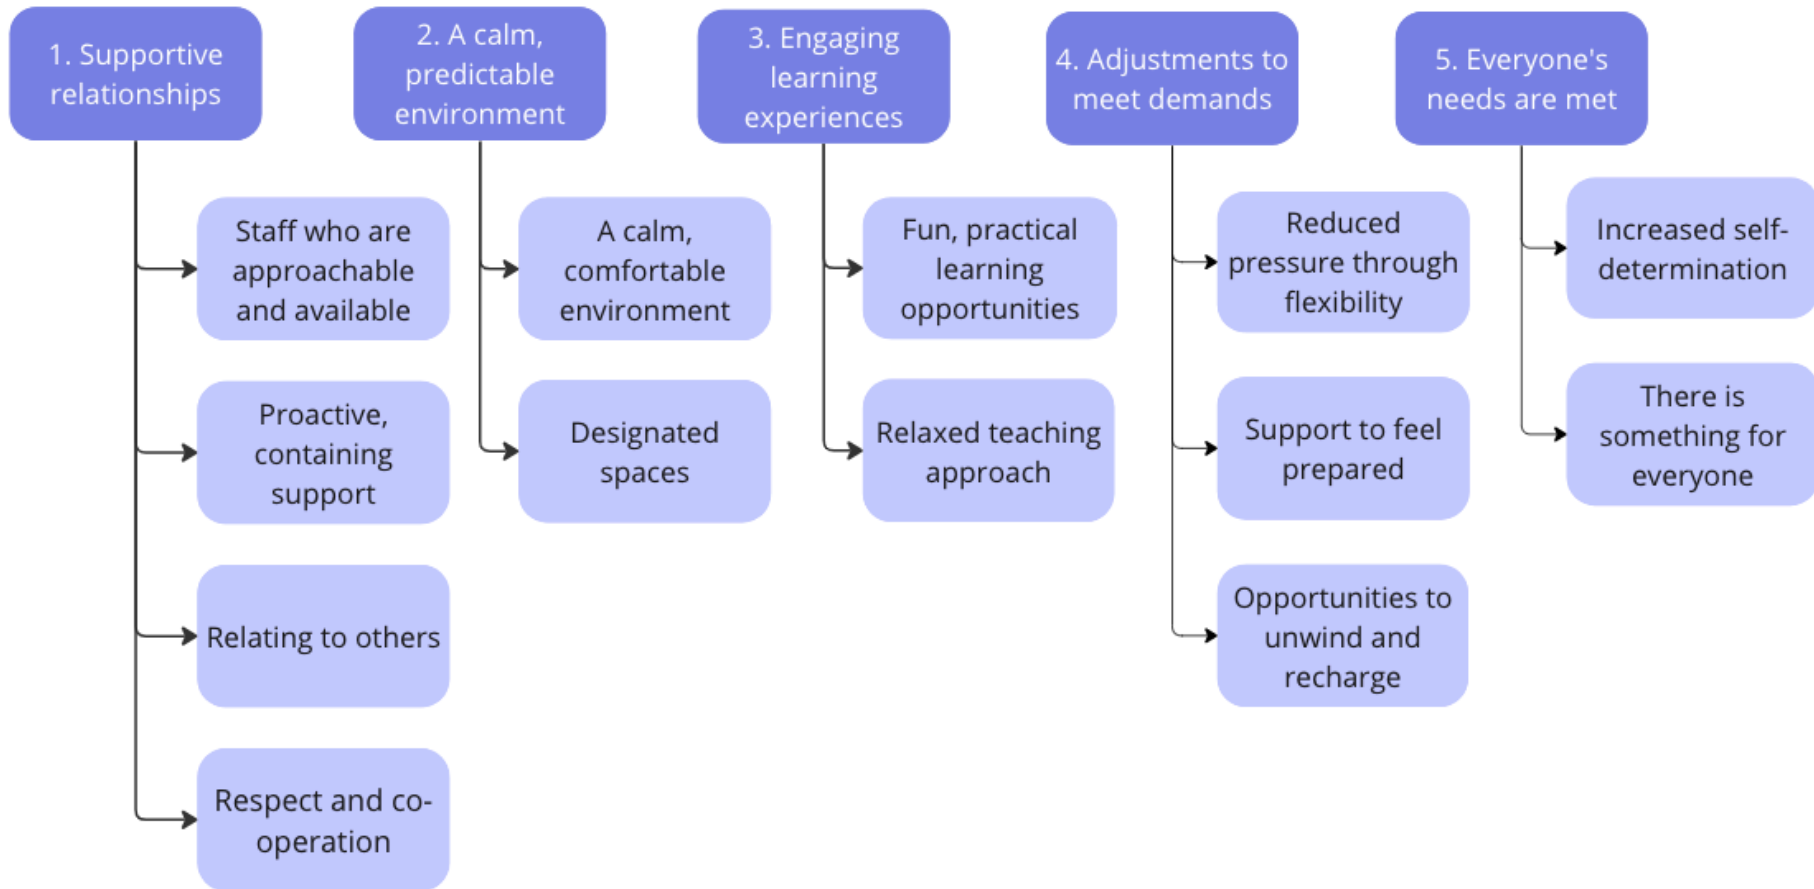 1. Supportive
relationships
Staff who are
approachable
and available
Proactive,
containing
support
Relating to others
Respect and co-
operation
2. A calm,
predictable
environment
A calm,
comfortable
environment
Designated
spaces
3. Engaging
learning
experiences
Fun, practical
learning
opportunities
Relaxed teaching
approach
4. Adjustments to
meet demands
Reduced
pressure through
flexibility
Support to feel
prepared
Opportunities to
unwind and
recharge
5. Everyone's
needs are met
Increased self-
determination
There is
something for
everyone